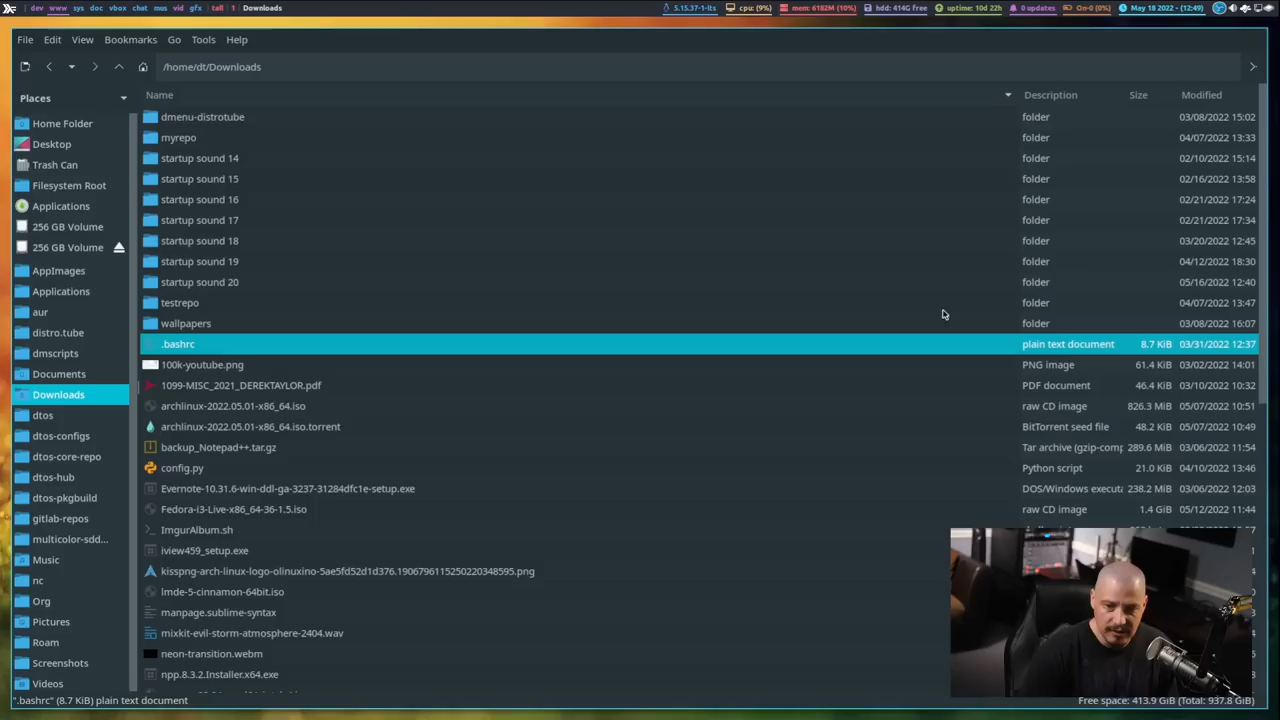 dev www sys doc vbox chat mus vid gfx | tall | 1 | Downloads
5.15.37-1-lts
cpu: (9%)
mem: 6182M (10%)
hdd: 414G free
uptime: 10d 22h
0 updates
On-0 (0%)
May 18 2022 - (12:49)
File Edit View Bookmarks Go Tools Help
/home/dt/Downloads
Places
Name Description Size Modified
Home Folder
Desktop
Trash Can
Filesystem Root
Applications
256 GB Volume
256 GB Volume
AppImages
Applications
aur
distro.tube
dmscripts
Documents
Downloads
dtos
dtos-configs
dtos-core-repo
dtos-hub
dtos-pkgbuild
gitlab-repos
multicolor-sdd...
Music
nc
Org
Pictures
Roam
Screenshots
Videos
dmenu-distrotube folder 03/08/2022 15:02
myrepo folder 04/07/2022 13:33
startup sound 14 folder 02/10/2022 15:14
startup sound 15 folder 02/16/2022 13:58
startup sound 16 folder 02/21/2022 17:24
startup sound 17 folder 02/21/2022 17:34
startup sound 18 folder 03/20/2022 12:45
startup sound 19 folder 04/12/2022 18:30
startup sound 20 folder 05/16/2022 12:40
testrepo folder 04/07/2022 13:47
wallpapers folder 03/08/2022 16:07
.bashrc plain text document 8.7 KiB 03/31/2022 12:37
100k-youtube.png PNG image 61.4 KiB 03/02/2022 14:01
1099-MISC_2021_DEREKTAYLOR.pdf PDF document 46.4 KiB 03/10/2022 10:32
archlinux-2022.05.01-x86_64.iso raw CD image 826.3 MiB 05/07/2022 10:51
archlinux-2022.05.01-x86_64.iso.torrent BitTorrent seed file 48.2 KiB 05/07/2022 10:49
backup_Notepad++.tar.gz Tar archive (gzip-comp 289.6 MiB 03/06/2022 11:54
config.py Python script 21.0 KiB 04/10/2022 13:46
Evernote-10.31.6-win-ddl-ga-3237-31284dfc1e-setup.exe DOS/Windows executa 238.2 MiB 03/06/2022 12:03
Fedora-i3-Live-x86_64-36-1.5.iso raw CD image 1.4 GiB 05/12/2022 11:44
ImgurAlbum.sh
iview459_setup.exe
kisspng-arch-linux-logo-olinuxino-5ae5fd52d1d376.1906796115250220348595.png
lmde-5-cinnamon-64bit.iso
manpage.sublime-syntax
mixkit-evil-storm-atmosphere-2404.wav
neon-transition.webm
npp.8.3.2.Installer.x64.exe
".bashrc" (8.7 KiB) plain text document
Free space: 413.9 GiB (Total: 937.8 GiB)